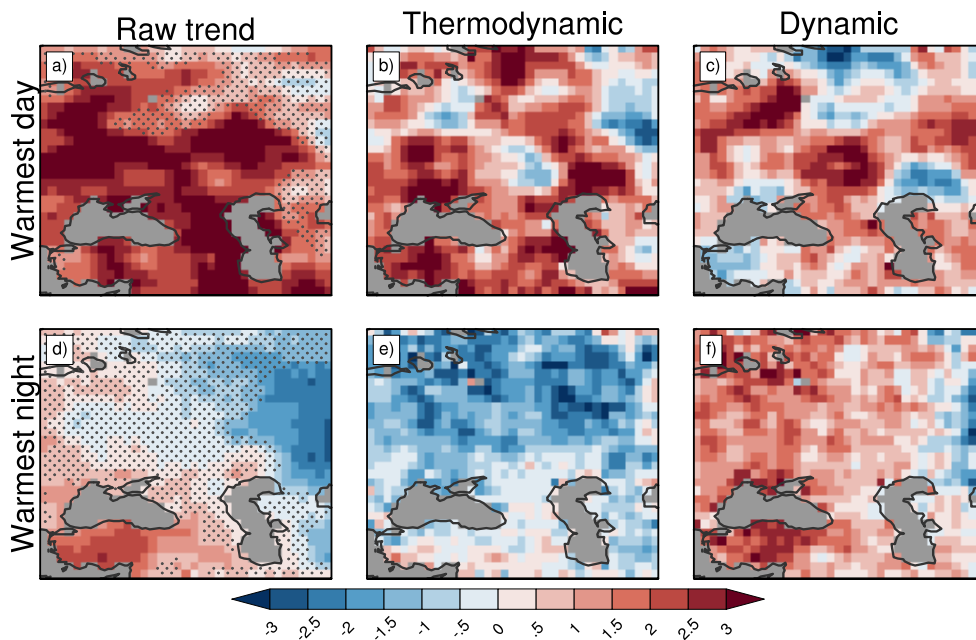 Raw trend
Thermodynamic
Dynamic
Warmest day
a)
b)
c)
Warmest night
d)
e)
f)
-3
-2.5
-2
-1.5
-1
-.5
0
.5
1
1.5
2
2.5
3